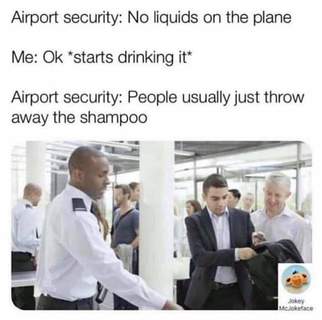 Airport security: No liquids on the plane
Me: Ok *starts drinking it*
Airport security: People usually just throw
away the shampoo
Jokey
McJokeface